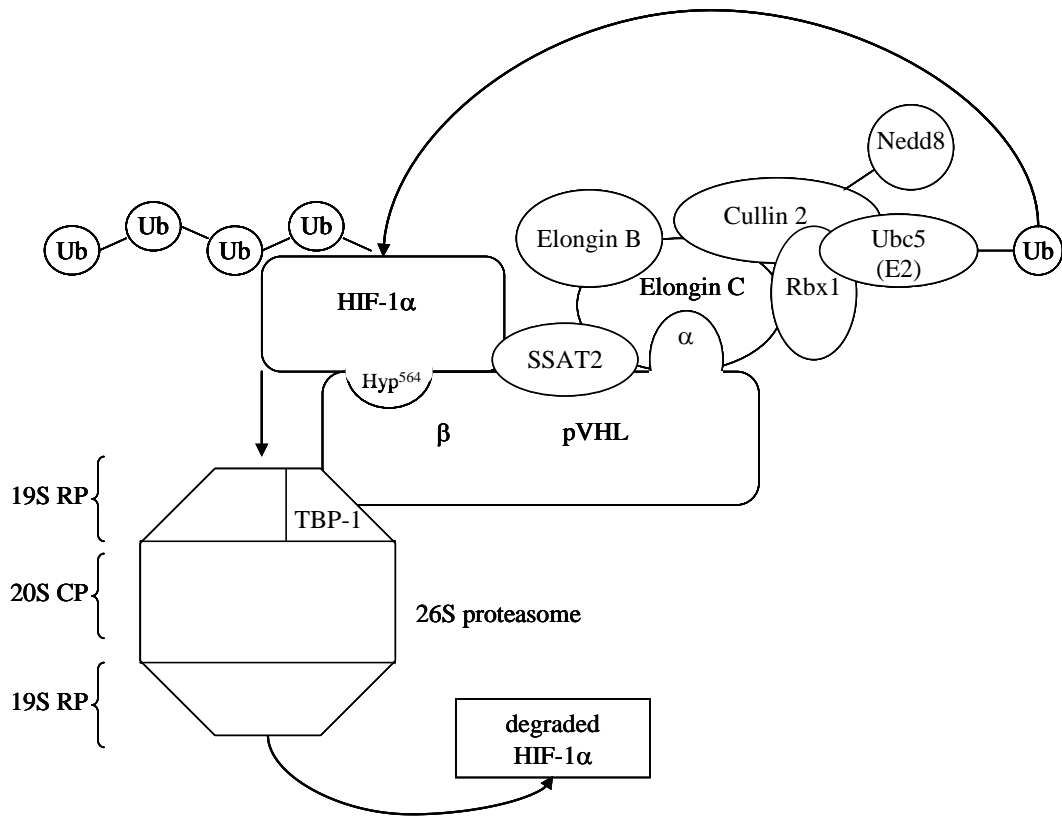 Nedd8
Cullin 2
Ub
Ub
Ub
Ub
Elongin B
Ubc5
(E2)
Ub
Rbx1
Elongin C
HIF-1α
α
SSAT2
Hyp⁵⁶⁴
β
pVHL
19S RP
TBP-1
20S CP
26S proteasome
19S RP
degraded
HIF-1α